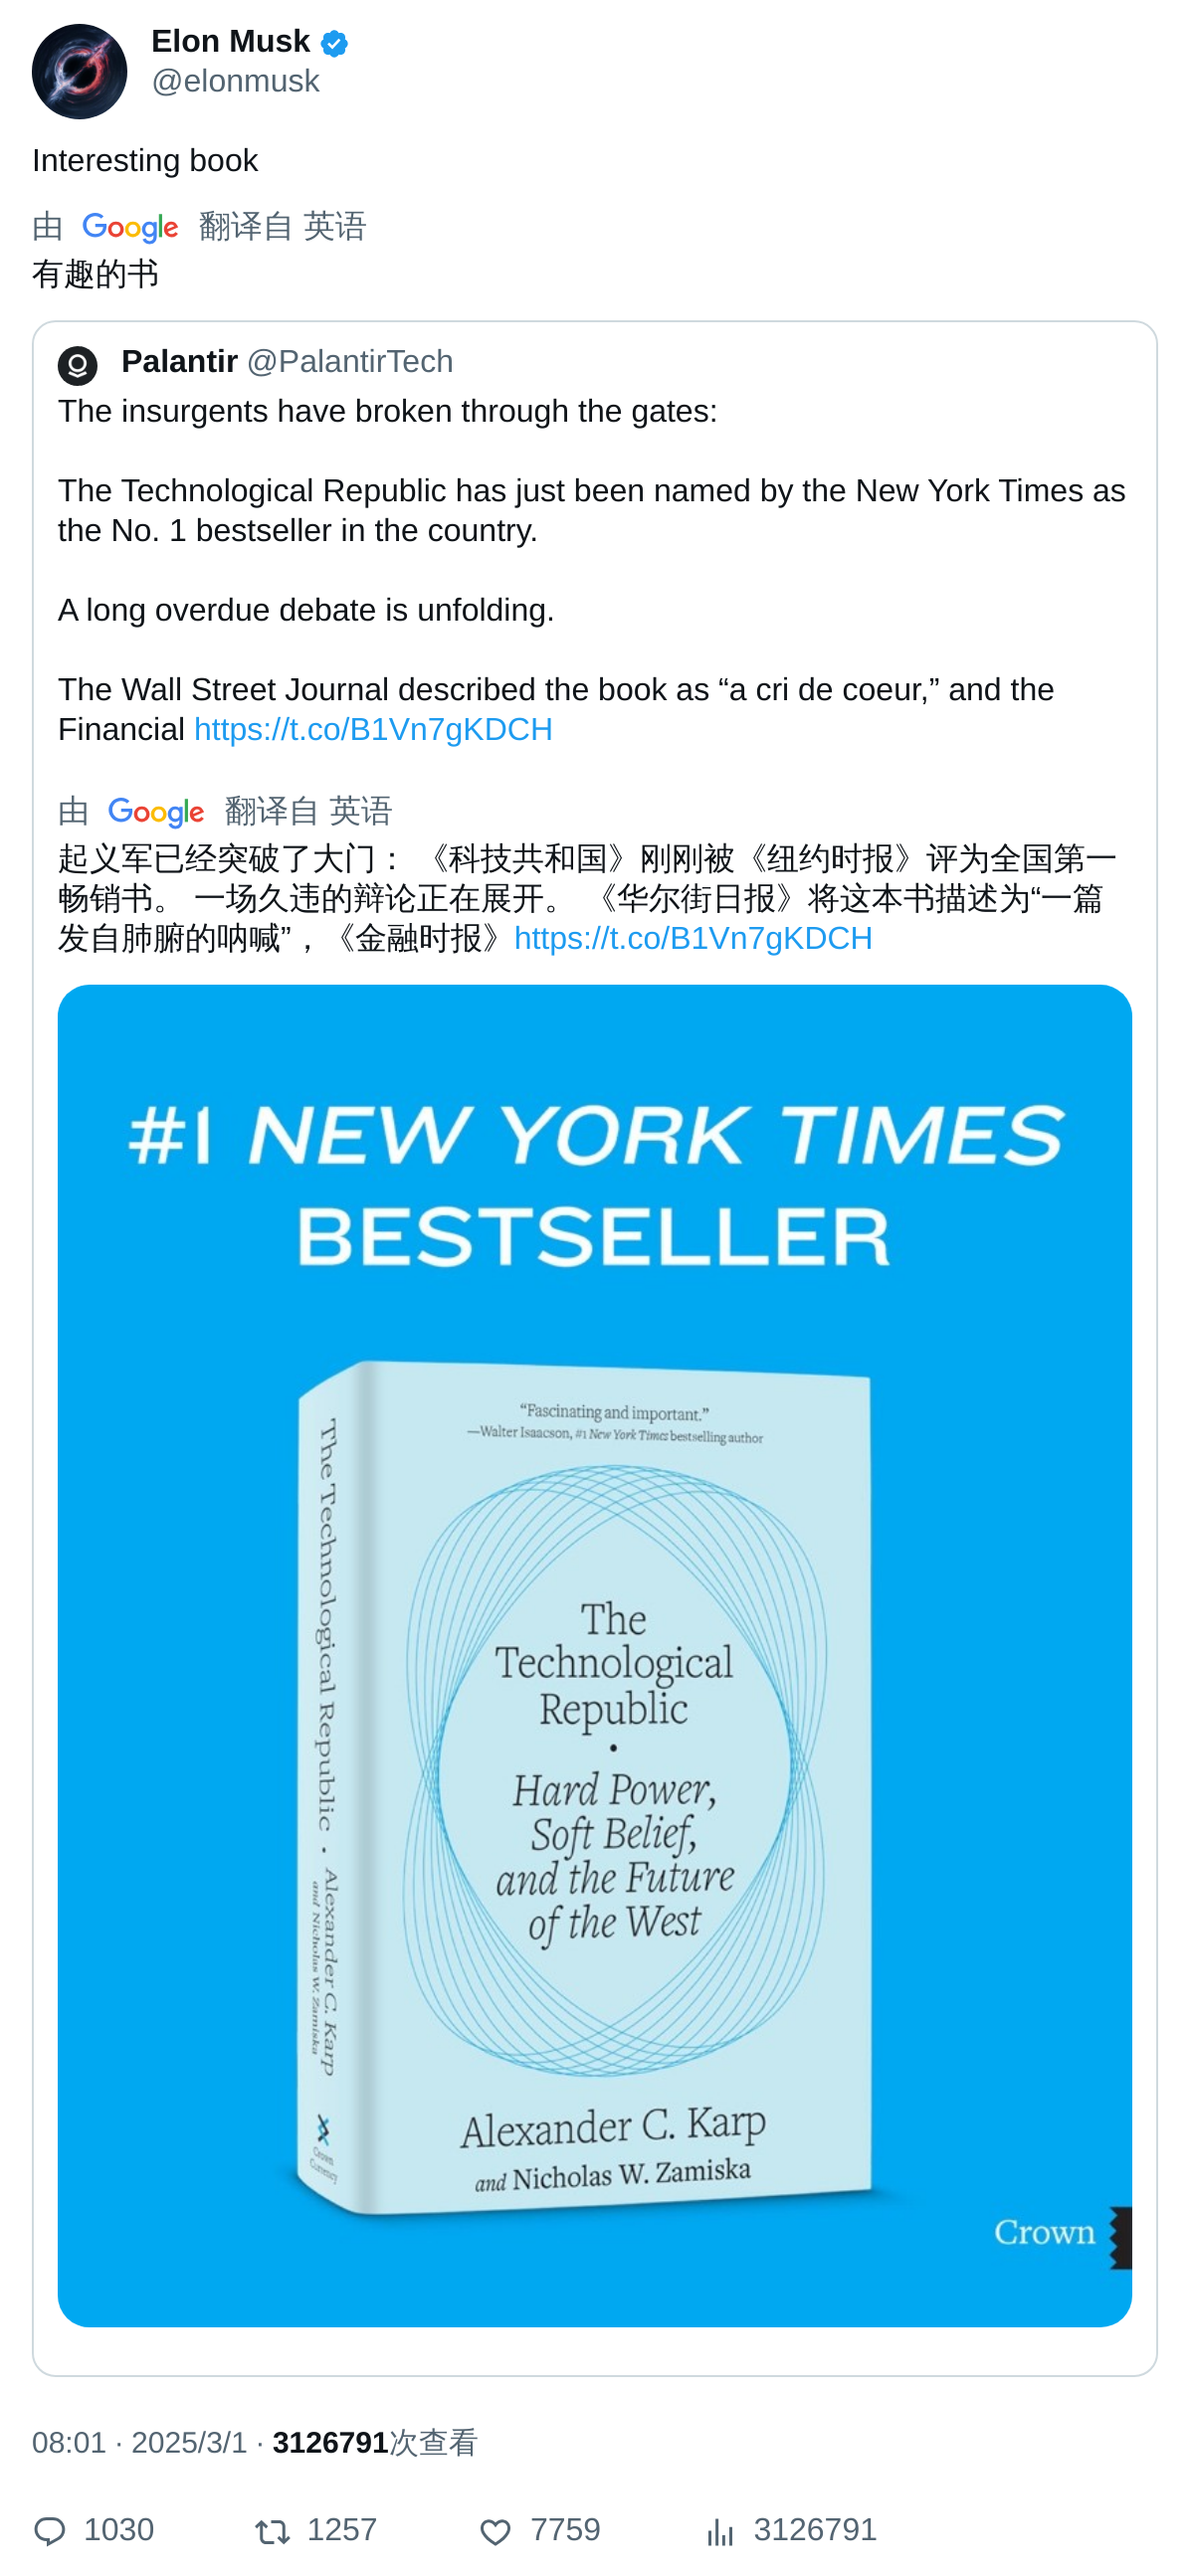 Elon Musk
@elonmusk
Interesting book
由 Google 翻译自 英语
有趣的书
Palantir @PalantirTech
The insurgents have broken through the gates:
The Technological Republic has just been named by the New York Times as
the No. 1 bestseller in the country.
A long overdue debate is unfolding.
The Wall Street Journal described the book as “a cri de coeur,” and the
Financial https://t.co/B1Vn7gKDCH
由 Google 翻译自 英语
起义军已经突破了大门： 《科技共和国》刚刚被《纽约时报》评为全国第一
畅销书。 一场久违的辩论正在展开。 《华尔街日报》将这本书描述为“一篇
发自肺腑的呐喊”，《金融时报》https://t.co/B1Vn7gKDCH
#1 NEW YORK TIMES
BESTSELLER
“Fascinating and important.”
—Walter Isaacson, #1 New York Times bestselling author
The
Technological
Republic
•
Hard Power,
Soft Belief,
and the Future
of the West
Alexander C. Karp
and Nicholas W. Zamiska
The Technological Republic • Alexander C. Karp
and Nicholas W. Zamiska
Crown
Currency
Crown
08:01 · 2025/3/1 · 3126791次查看
1030 1257 7759 3126791